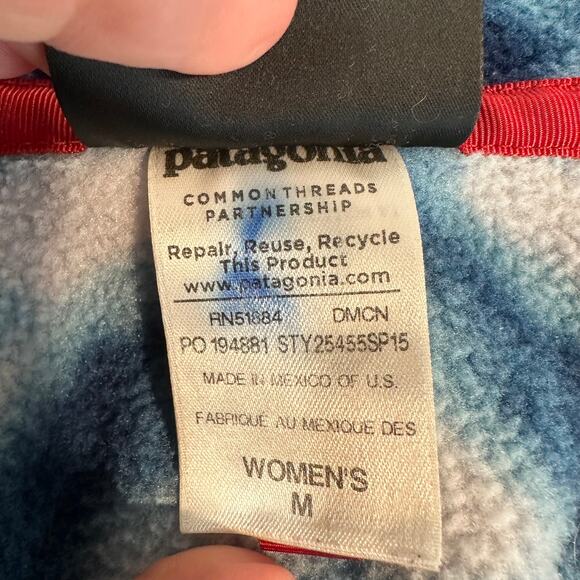 patagonia
COMMON THREADS
PARTNERSHIP
Repair, Reuse, Recycle
This Product
www.patagonia.com
RN51884 DMCN
PO 194881 STY25455SP15
MADE IN MEXICO OF U.S.
FABRIQUÉ AU MEXIQUE DES
WOMEN'S
M